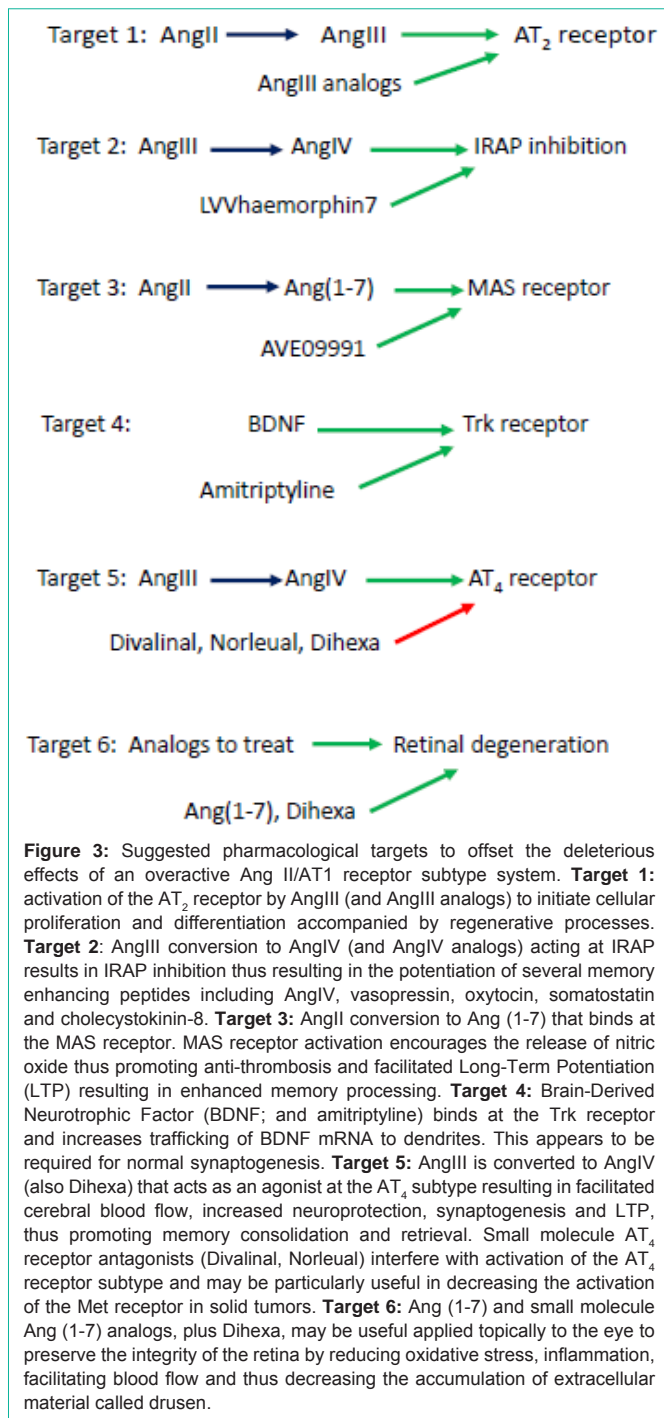 Target 1: AngII AngIII AT₂ receptor
AngIII analogs
Target 2: AngIII AngIV IRAP inhibition
LVVhaemorphin7
Target 3: AngII Ang(1-7) MAS receptor
AVE09991
Target 4: BDNF Trk receptor
Amitriptyline
Target 5: AngIII AngIV AT₄ receptor
Divalinal, Norleual, Dihexa
Target 6: Analogs to treat Retinal degeneration
Ang(1-7), Dihexa
Figure 3: Suggested pharmacological targets to offset the deleterious
effects of an overactive Ang II/AT1 receptor subtype system. Target 1:
activation of the AT₂ receptor by AngIII (and AngIII analogs) to initiate cellular
proliferation and differentiation accompanied by regenerative processes.
Target 2: AngIII conversion to AngIV (and AngIV analogs) acting at IRAP
results in IRAP inhibition thus resulting in the potentiation of several memory
enhancing peptides including AngIV, vasopressin, oxytocin, somatostatin
and cholecystokinin-8. Target 3: AngII conversion to Ang (1-7) that binds at
the MAS receptor. MAS receptor activation encourages the release of nitric
oxide thus promoting anti-thrombosis and facilitated Long-Term Potentiation
(LTP) resulting in enhanced memory processing. Target 4: Brain-Derived
Neurotrophic Factor (BDNF; and amitriptyline) binds at the Trk receptor
and increases trafficking of BDNF mRNA to dendrites. This appears to be
required for normal synaptogenesis. Target 5: AngIII is converted to AngIV
(also Dihexa) that acts as an agonist at the AT₄ subtype resulting in facilitated
cerebral blood flow, increased neuroprotection, synaptogenesis and LTP,
thus promoting memory consolidation and retrieval. Small molecule AT₄
receptor antagonists (Divalinal, Norleual) interfere with activation of the AT₄
receptor subtype and may be particularly useful in decreasing the activation
of the Met receptor in solid tumors. Target 6: Ang (1-7) and small molecule
Ang (1-7) analogs, plus Dihexa, may be useful applied topically to the eye to
preserve the integrity of the retina by reducing oxidative stress, inflammation,
facilitating blood flow and thus decreasing the accumulation of extracellular
material called drusen.